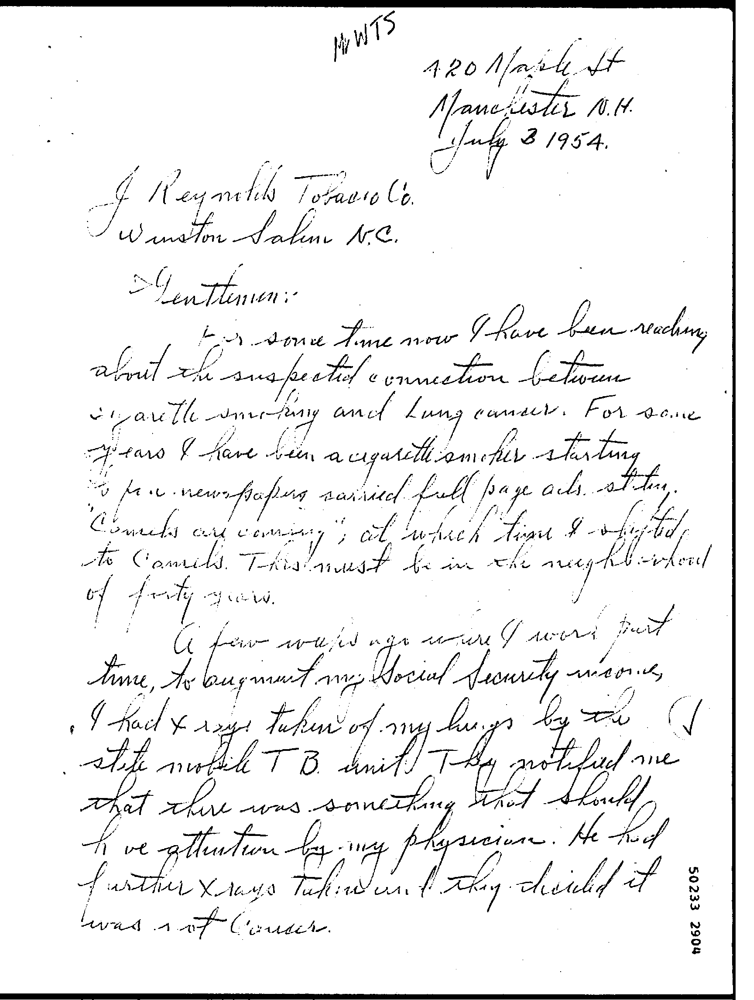 Mr WTS
420 Maple St
Manchester N.H.
July 3 1954.
J Reynolds Tobacco Co.
Winston Salem N.C.
Gentlemen:-
For some time now I have been reading
about the suspected connection between
cigarette smoking and Lung cancer. For some
years I have been a cigarette smoker starting
newspapers carried full page ads. stating
"Camels are coming", at which time I shifted
to Camels. This must be in the neighborhood
of forty years.
A few weeks ago where I work part
time, to augment my Social Security income,
I had X rays taken of my lungs by the
state mobile T B. unit. They notified me
that there was something that should
have attention by my physician. He had
further X rays taken and they decided it
was not Cancer.
50233 2904